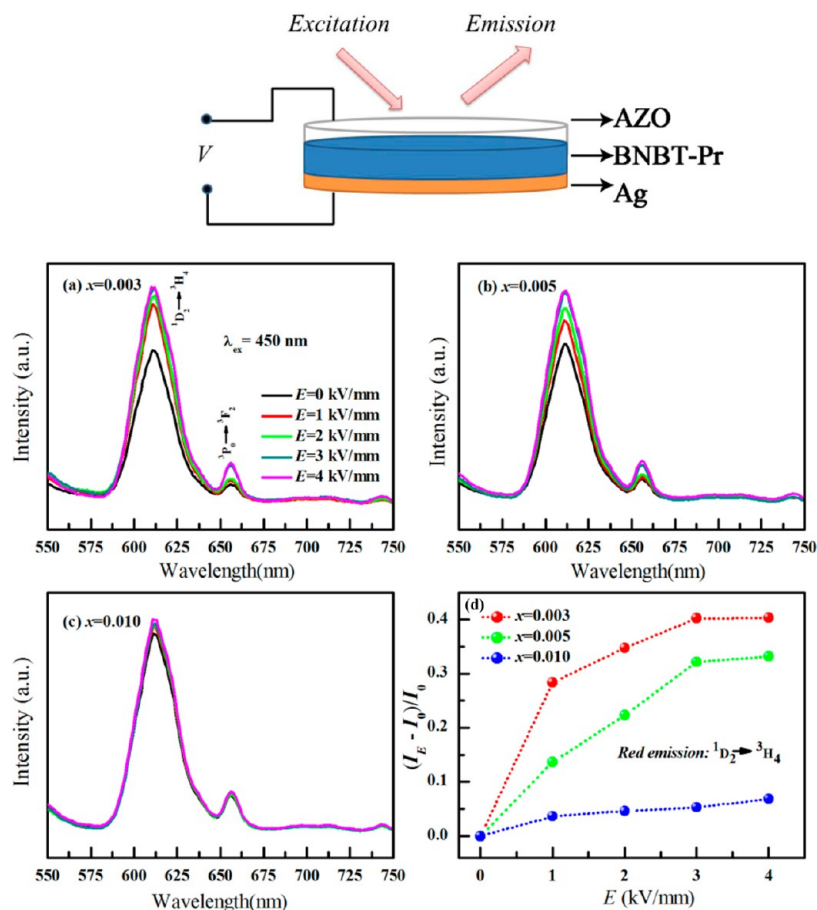 Excitation Emission
V
AZO
BNBT-Pr
Ag
(a) x=0.003
¹D₂→³H₄
λex= 450 nm
³P₀→³F₂
E=0 kV/mm
E=1 kV/mm
E=2 kV/mm
E=3 kV/mm
E=4 kV/mm
Intensity (a.u.)
550 575 600 625 650 675 700 725 750
Wavelength(nm)
(b) x=0.005
Intensity (a.u.)
550 575 600 625 650 675 700 725 750
Wavelength(nm)
(c) x=0.010
Intensity (a.u.)
550 575 600 625 650 675 700 725 750
Wavelength(nm)
(d)
x=0.003
x=0.005
x=0.010
(I_E - I₀)/I₀
0.4
0.3
0.2
0.1
0.0
Red emission: ¹D₂→³H₄
0 1 2 3 4
E (kV/mm)